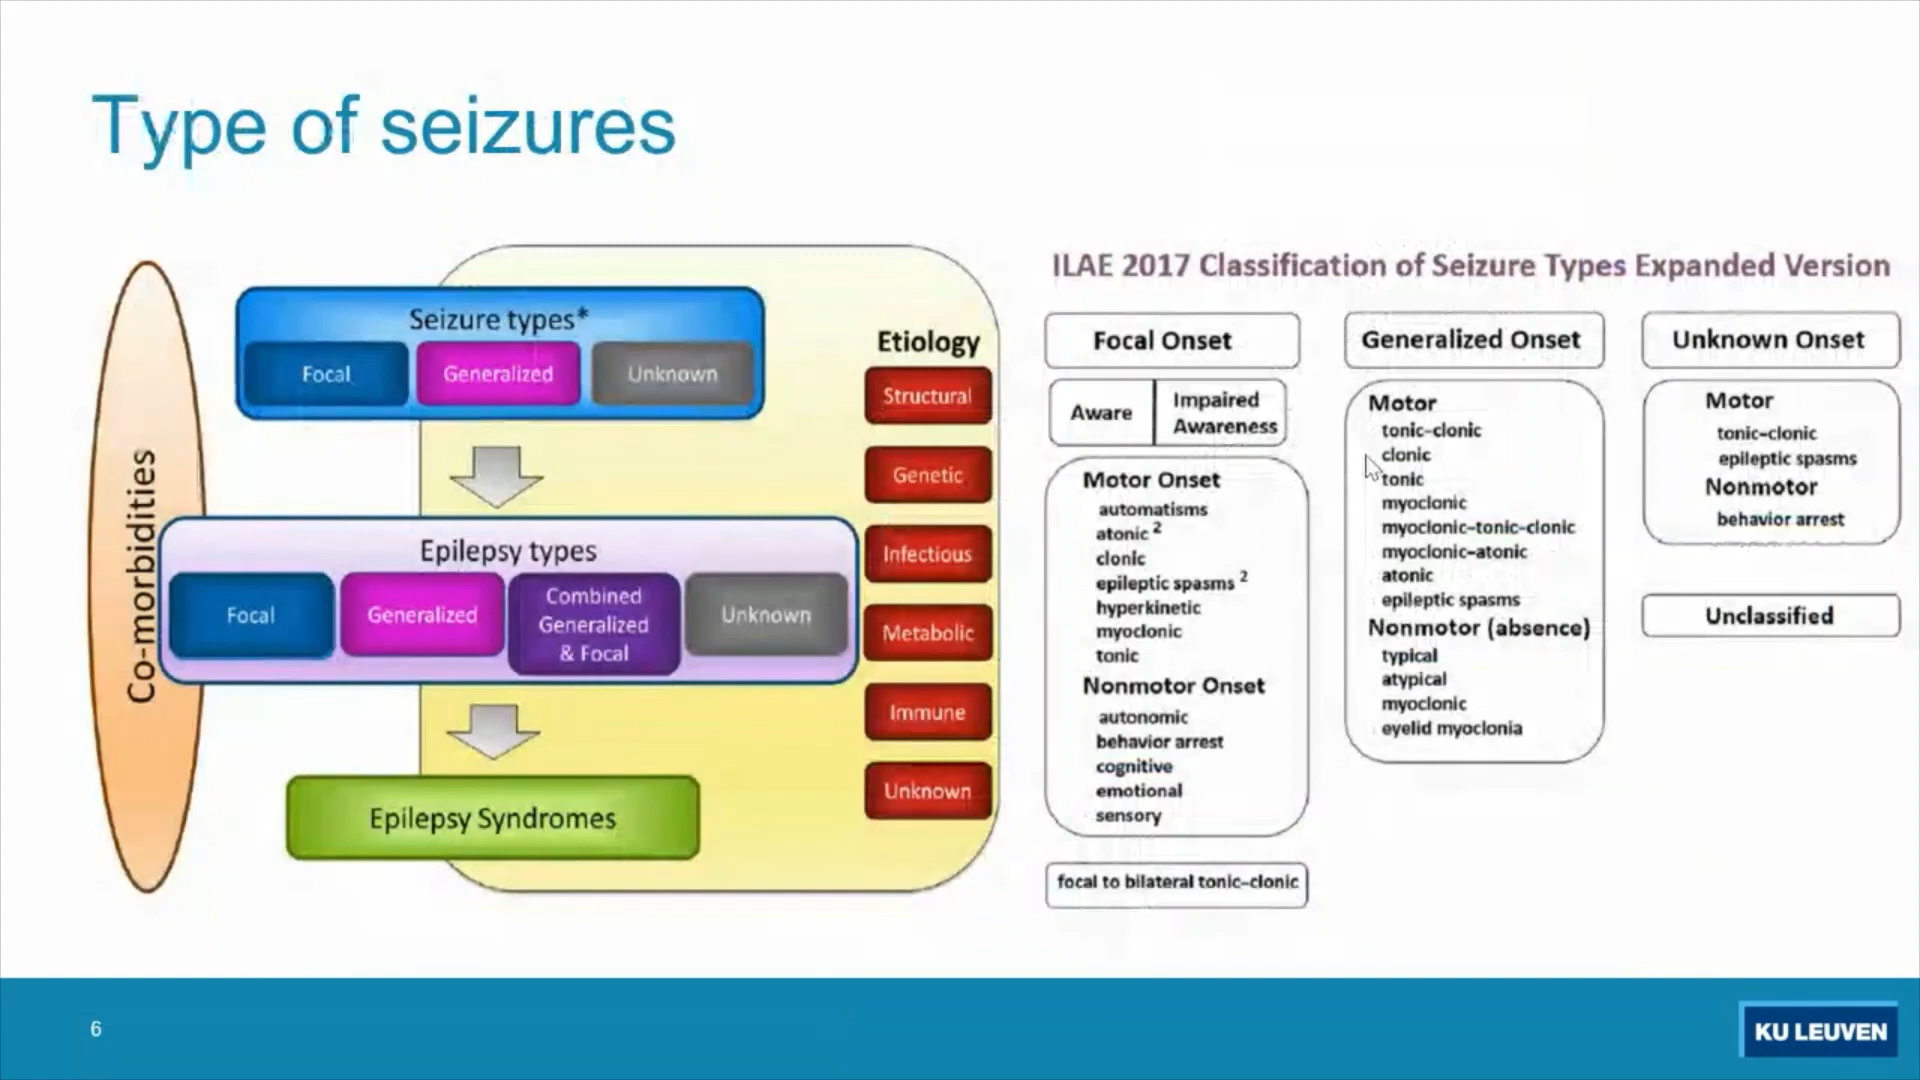 Type of seizures
Co-morbidities
Seizure types*
Focal
Generalized
Unknown
Epilepsy types
Focal
Generalized
Combined
Generalized
& Focal
Unknown
Epilepsy Syndromes
Etiology
Structural
Genetic
Infectious
Metabolic
Immune
Unknown
ILAE 2017 Classification of Seizure Types Expanded Version
Focal Onset
Aware
Impaired
Awareness
Motor Onset
automatisms
atonic 2
clonic
epileptic spasms 2
hyperkinetic
myoclonic
tonic
Nonmotor Onset
autonomic
behavior arrest
cognitive
emotional
sensory
focal to bilateral tonic-clonic
Generalized Onset
Motor
tonic-clonic
clonic
tonic
myoclonic
myoclonic-tonic-clonic
myoclonic-atonic
atonic
epileptic spasms
Nonmotor (absence)
typical
atypical
myoclonic
eyelid myoclonia
Unknown Onset
Motor
tonic-clonic
epileptic spasms
Nonmotor
behavior arrest
Unclassified
6
KU LEUVEN